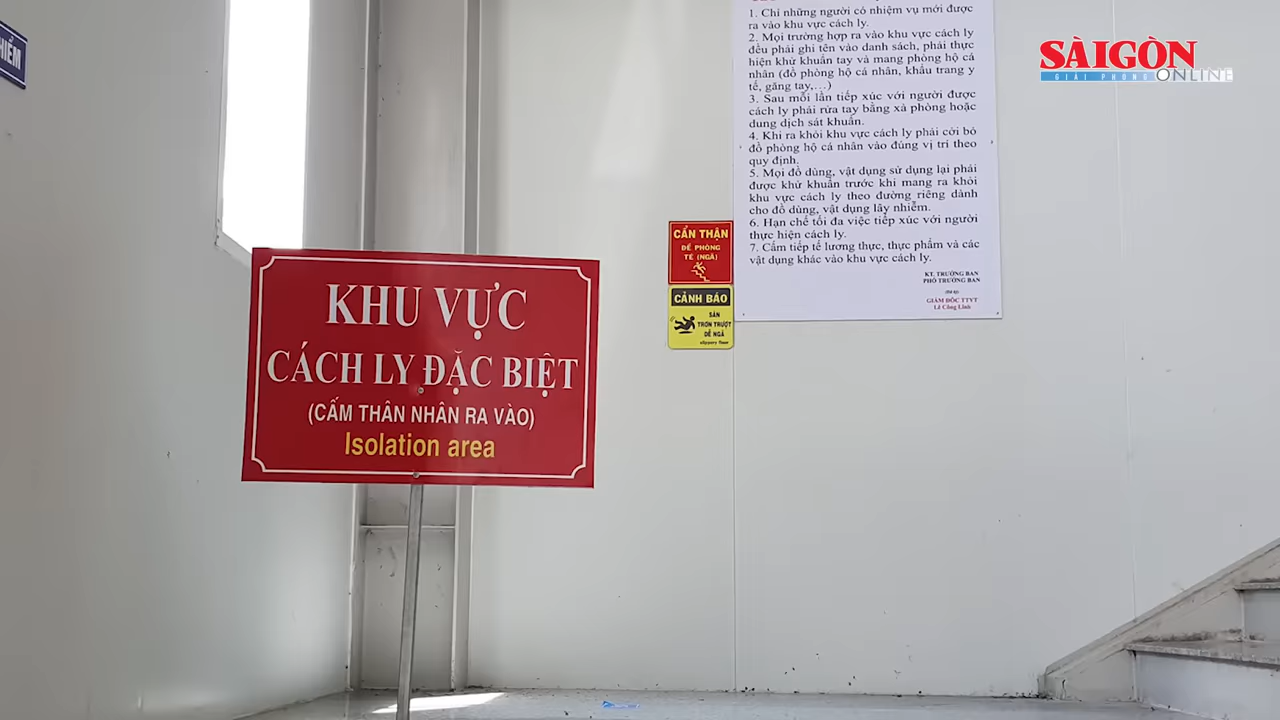 HIỂM
1. Chỉ những người có nhiệm vụ mới được
ra vào khu vực cách ly.
2. Mọi trường hợp ra vào khu vực cách ly
đều phải ghi tên vào danh sách, phải thực
hiện khử khuẩn tay và mang phòng hộ cá
nhân (đồ phòng hộ cá nhân, khẩu trang y
tế, găng tay,...)
3. Sau mỗi lần tiếp xúc với người được
cách ly phải rửa tay bằng xà phòng hoặc
dung dịch sát khuẩn.
4. Khi ra khỏi khu vực cách ly phải cởi bỏ
đồ phòng hộ cá nhân vào đúng vị trí theo
quy định.
5. Mọi đồ dùng, vật dụng sử dụng lại phải
được khử khuẩn trước khi mang ra khỏi
khu vực cách ly theo đường riêng dành
cho đồ dùng, vật dụng lây nhiễm.
6. Hạn chế tối đa việc tiếp xúc với người
thực hiện cách ly.
7. Cấm tiếp tế lương thực, thực phẩm và các
vật dụng khác vào khu vực cách ly.
KT. TRƯỞNG BAN
PHÓ TRƯỞNG BAN
(Đã ký)
GIÁM ĐỐC TTYT
Lê Công Lĩnh
SÀIGÒN
GIẢI PHÓNG ONLINE
CẨN THẬN
ĐỀ PHÒNG
TÉ (NGÃ)
CẢNH BÁO
SÀN
TRƠN TRƯỢT
DỄ NGÃ
slippery floor
KHU VỰC
CÁCH LY ĐẶC BIỆT
(CẤM THÂN NHÂN RA VÀO)
Isolation area